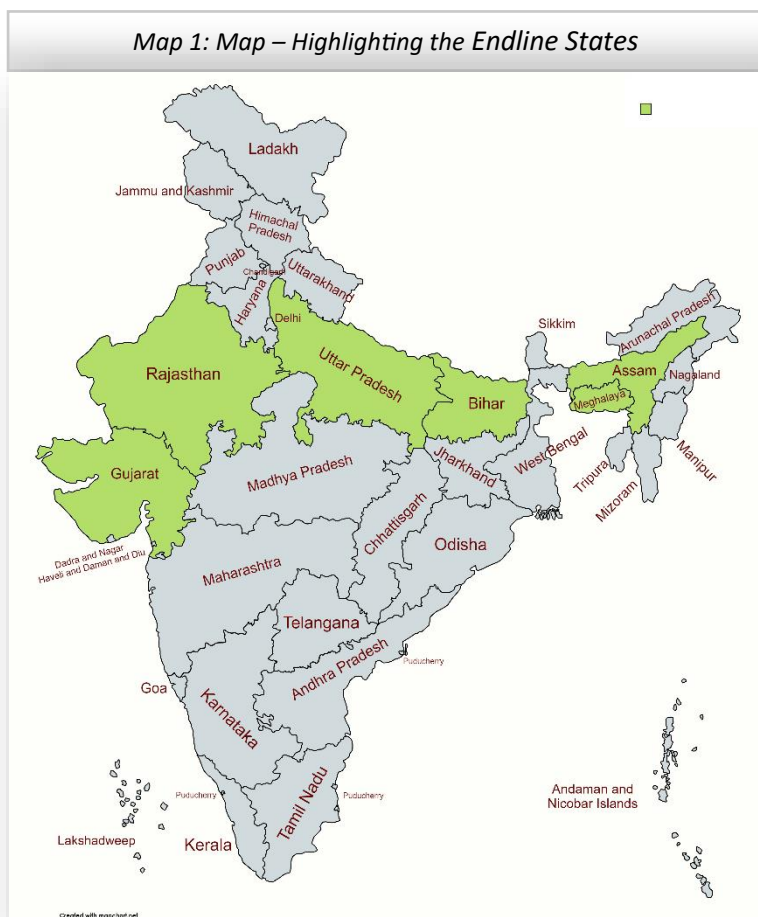 Map 1: Map – Highlighting the Endline States
Ladakh
Jammu and Kashmir
Himachal
Pradesh
Punjab
Chandigarh
Uttarakhand
Haryana
Delhi
Sikkim
Arunachal Pradesh
Rajasthan
Uttar Pradesh
Bihar
Assam
Nagaland
Meghalaya
Manipur
Gujarat
Madhya Pradesh
Jharkhand
West Bengal
Tripura
Mizoram
Chhattisgarh
Odisha
Dadra and Nagar
Haveli and Daman and Diu
Maharashtra
Telangana
Andhra Pradesh
Puducherry
Goa
Karnataka
Puducherry
Puducherry
Tamil Nadu
Andaman and
Nicobar Islands
Lakshadweep
Kerala
Created with mapchart.net